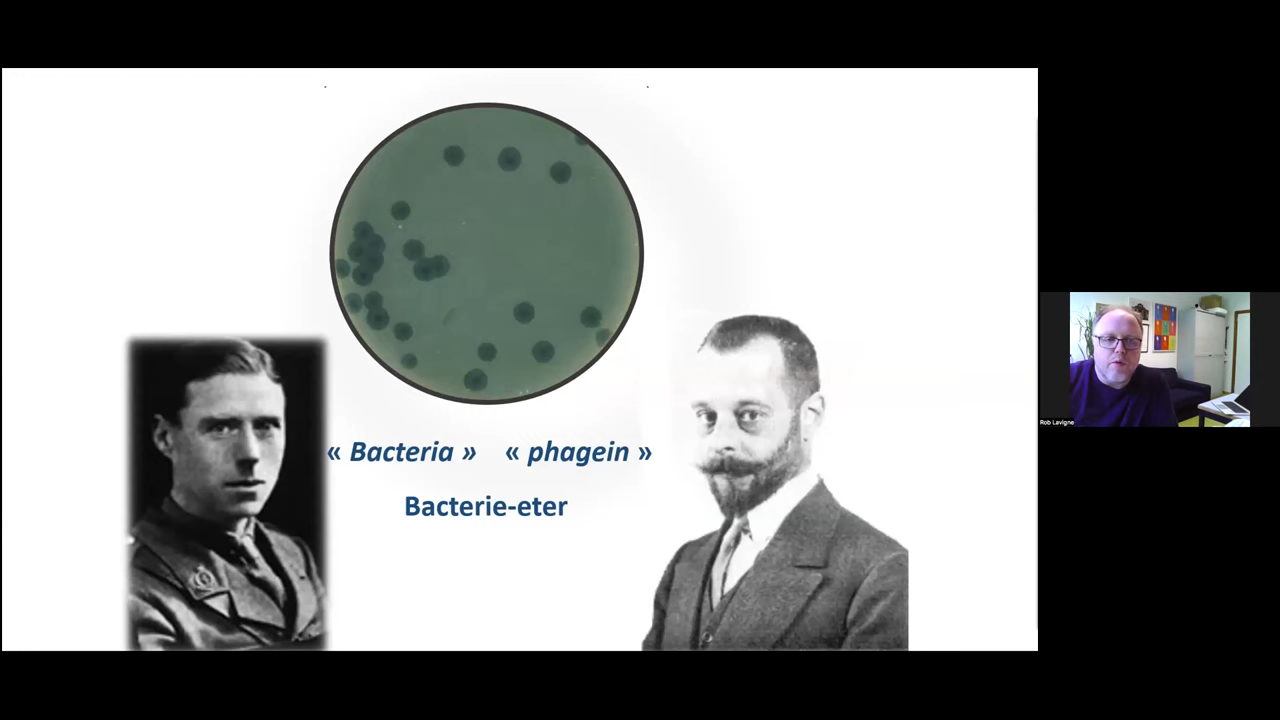 « Bacteria » « phagein »
Bacterie-eter
Rob Lavigne